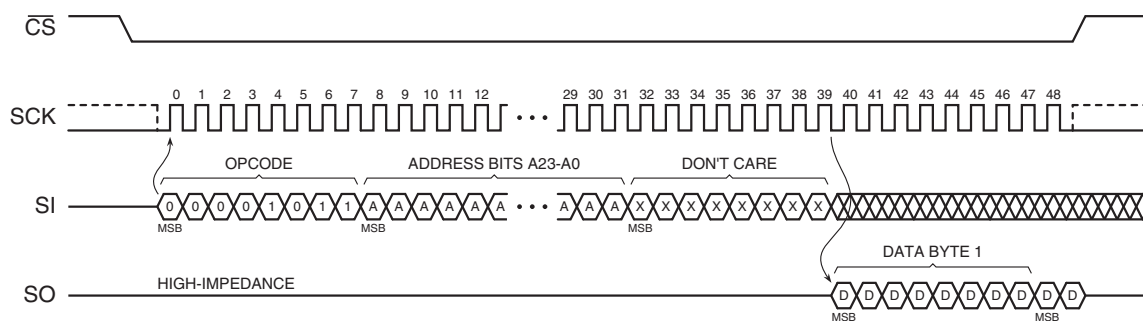 CS
0 1 2 3 4 5 6 7 8 9 10 11 12 29 30 31 32 33 34 35 36 37 38 39 40 41 42 43 44 45 46 47 48
SCK • • •
OPCODE ADDRESS BITS A23-A0 DON'T CARE
SI 0 0 0 0 1 0 1 1 A A A A A A • • • A A A X X X X X X X X
MSB MSB MSB
DATA BYTE 1
HIGH-IMPEDANCE
SO D D D D D D D D D D
MSB MSB